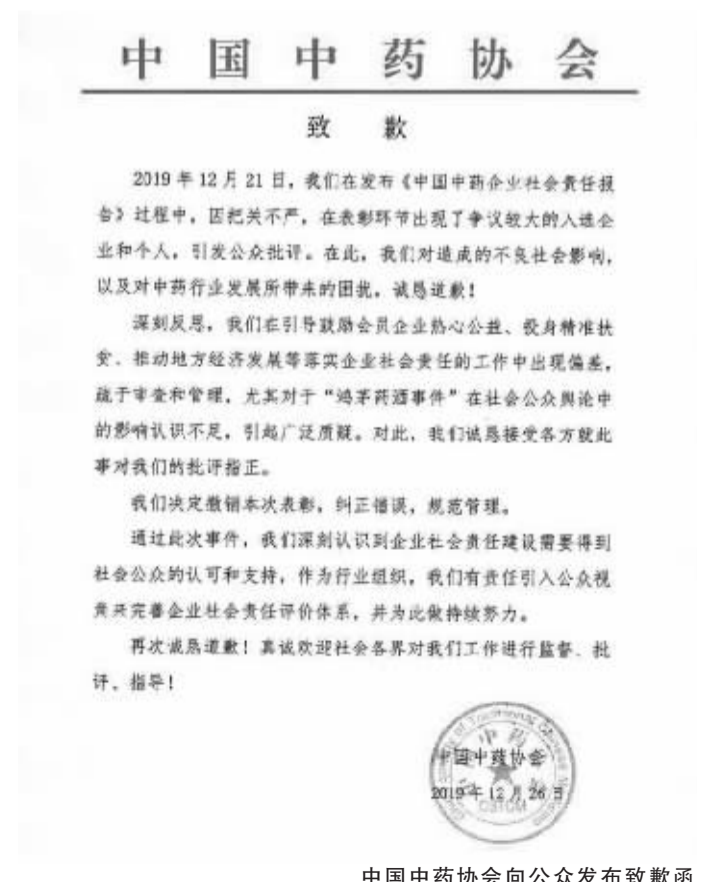 中国中药协会
致 歉
2019 年 12 月 21 日，我们在发布《中国中药企业社会责任报
告》过程中，因把关不严，在表彰环节出现了争议较大的入选企
业和个人，引发公众批评。在此，我们对造成的不良社会影响，
以及对中药行业发展所带来的困扰，诚恳道歉！
深刻反思，我们在引导鼓励会员企业热心公益、投身精准扶
贫、推动地方经济发展等落实企业社会责任的工作中出现偏差，
疏于审查和管理，尤其对于“鸿茅药酒事件”在社会公众舆论中
的影响认识不足，引起广泛质疑。对此，我们诚恳接受各方就此
事对我们的批评指正。
我们决定撤销本次表彰，纠正错误，规范管理。
通过此次事件，我们深刻认识到企业社会责任建设需要得到
社会公众的认可和支持，作为行业组织，我们有责任引入公众视
角来完善企业社会责任评价体系，并为此做持续努力。
再次诚恳道歉！真诚欢迎社会各界对我们工作进行监督、批
评、指导！
中国中药协会
2019 年 12 月 26 日
CSTCM
中国中药协会向公众发布致歉函